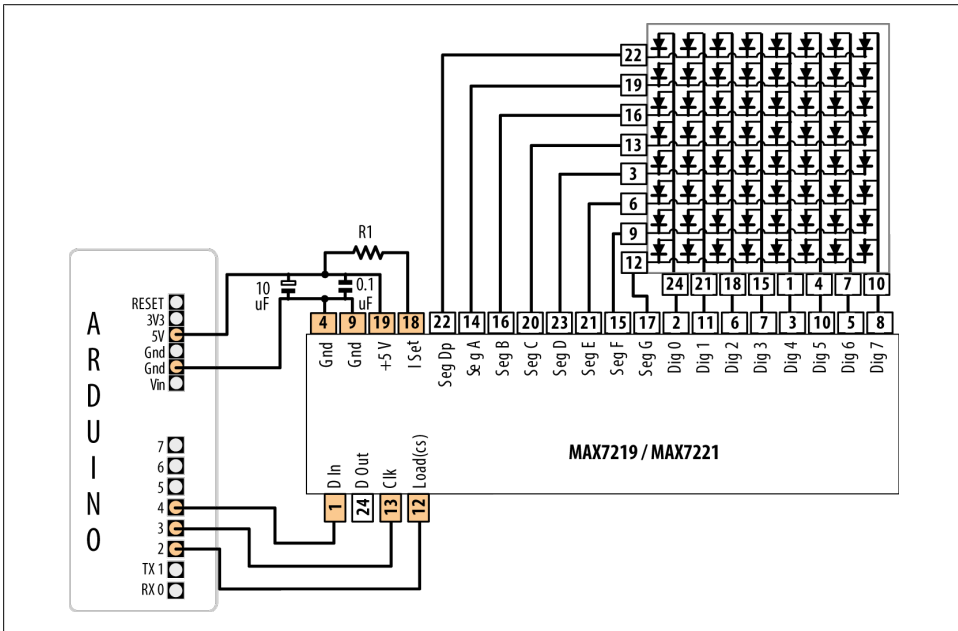 22
19
16
13
3
6
9
12
24 21 18 15 1 4 7 10
R1
10 uF
0.1 uF
4 9 19 18 22 14 16 20 23 21 15 17 2 11 6 7 3 10 5 8
Gnd
Gnd
+5 V
I Set
Seg Dp
Seg A
Seg B
Seg C
Seg D
Seg E
Seg F
Seg G
Dig 0
Dig 1
Dig 2
Dig 3
Dig 4
Dig 5
Dig 6
Dig 7
MAX7219 / MAX7221
D In
D Out
Clk
Load(cs)
1 24 13 12
ARDUINO
RESET
3V3
5V
Gnd
Gnd
Vin
7
6
5
4
3
2
TX 1
RX 0